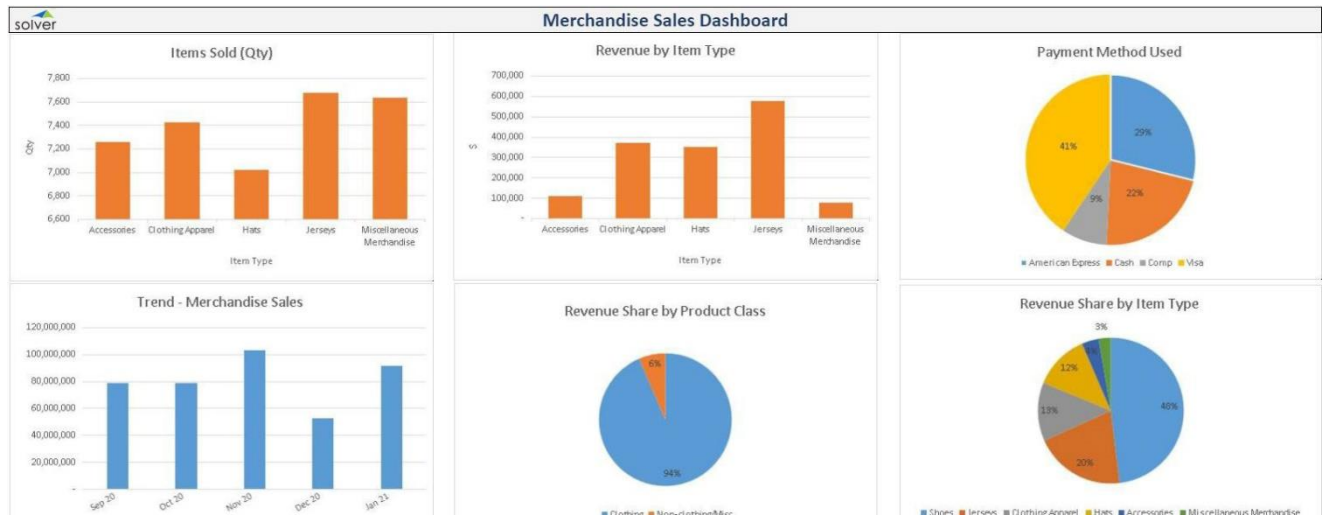 solver
Merchandise Sales Dashboard
Items Sold (Qty)
7,800
7,600
7,400
7,200
7,000
6,800
6,600
Qty
Accessories Clothing Apparel Hats Jerseys Miscellaneous
Merchandise
Item Type
Revenue by Item Type
700,000
600,000
500,000
400,000
300,000
200,000
100,000
-
$
Accessories Clothing Apparel Hats Jerseys Miscellaneous
Merchandise
Item Type
Payment Method Used
29%
41%
22%
9%
American Express Cash Comp Visa
Trend - Merchandise Sales
120,000,000
100,000,000
80,000,000
60,000,000
40,000,000
20,000,000
-
Sep 20 Oct 20 Nov 20 Dec 20 Jan 21
Revenue Share by Product Class
6%
94%
Clothing Non-clothing/Misc
Revenue Share by Item Type
3%
4%
12%
13%
48%
20%
Shoes Jerseys Clothing Apparel Hats Accessories Miscellaneous Merchandise